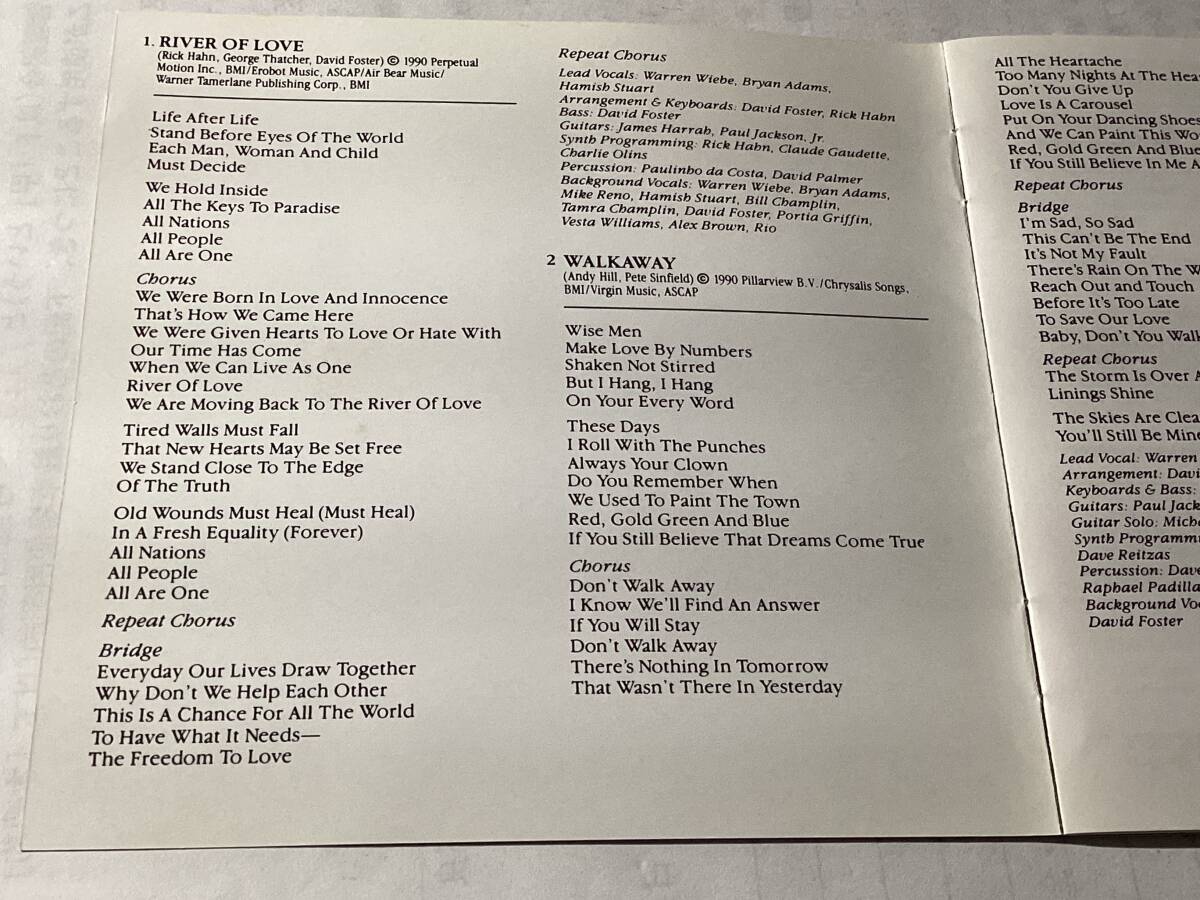 1. RIVER OF LOVE
(Rick Hahn, George Thatcher, David Foster) © 1990 Perpetual
Motion Inc., BMI/Erobot Music, ASCAP/Air Bear Music/
Warner Tamerlane Publishing Corp., BMI
Life After Life
Stand Before Eyes Of The World
Each Man, Woman And Child
Must Decide
We Hold Inside
All The Keys To Paradise
All Nations
All People
All Are One
Chorus
We Were Born In Love And Innocence
That's How We Came Here
We Were Given Hearts To Love Or Hate With
Our Time Has Come
When We Can Live As One
River Of Love
We Are Moving Back To The River Of Love
Tired Walls Must Fall
That New Hearts May Be Set Free
We Stand Close To The Edge
Of The Truth
Old Wounds Must Heal (Must Heal)
In A Fresh Equality (Forever)
All Nations
All People
All Are One
Repeat Chorus
Bridge
Everyday Our Lives Draw Together
Why Don't We Help Each Other
This Is A Chance For All The World
To Have What It Needs—
The Freedom To Love
Repeat Chorus
Lead Vocals: Warren Wiebe, Bryan Adams,
Hamish Stuart
Arrangement & Keyboards: David Foster, Rick Hahn
Bass: David Foster
Guitars: James Harrah, Paul Jackson, Jr.
Synth Programming: Rick Hahn, Claude Gaudette,
Charlie Olins
Percussion: Paulinho da Costa, David Palmer
Background Vocals: Warren Wiebe, Bryan Adams,
Mike Reno, Hamish Stuart, Bill Champlin,
Tamra Champlin, David Foster, Portia Griffin,
Vesta Williams, Alex Brown, Rio
2 WALKAWAY
(Andy Hill, Pete Sinfield) © 1990 Pillarview B.V./Chrysalis Songs,
BMI/Virgin Music, ASCAP
Wise Men
Make Love By Numbers
Shaken Not Stirred
But I Hang, I Hang
On Your Every Word
These Days
I Roll With The Punches
Always Your Clown
Do You Remember When
We Used To Paint The Town
Red, Gold Green And Blue
If You Still Believe That Dreams Come True
Chorus
Don't Walk Away
I Know We'll Find An Answer
If You Will Stay
Don't Walk Away
There's Nothing In Tomorrow
That Wasn't There In Yesterday
All The Heartache
Too Many Nights At The
Don't You Give Up
Love Is A Carousel
Put On Your Dancing Shoes
And We Can Paint This
Red, Gold Green And Blue
If You Still Believe In Me
Repeat Chorus
Bridge
I'm Sad, So Sad
This Can't Be The End
It's Not My Fault
There's Rain On The
Reach Out and Touch
Before It's Too Late
To Save Our Love
Baby, Don't You
Repeat Chorus
The Storm Is Over
Linings Shine
The Skies Are
You'll Still Be
Lead Vocal: Warren
Arrangement:
Keyboards & Bass:
Guitars: Paul
Guitar Solo:
Synth
Dave Reitzas
Percussion:
Raphael Padilla
Background
David Foster